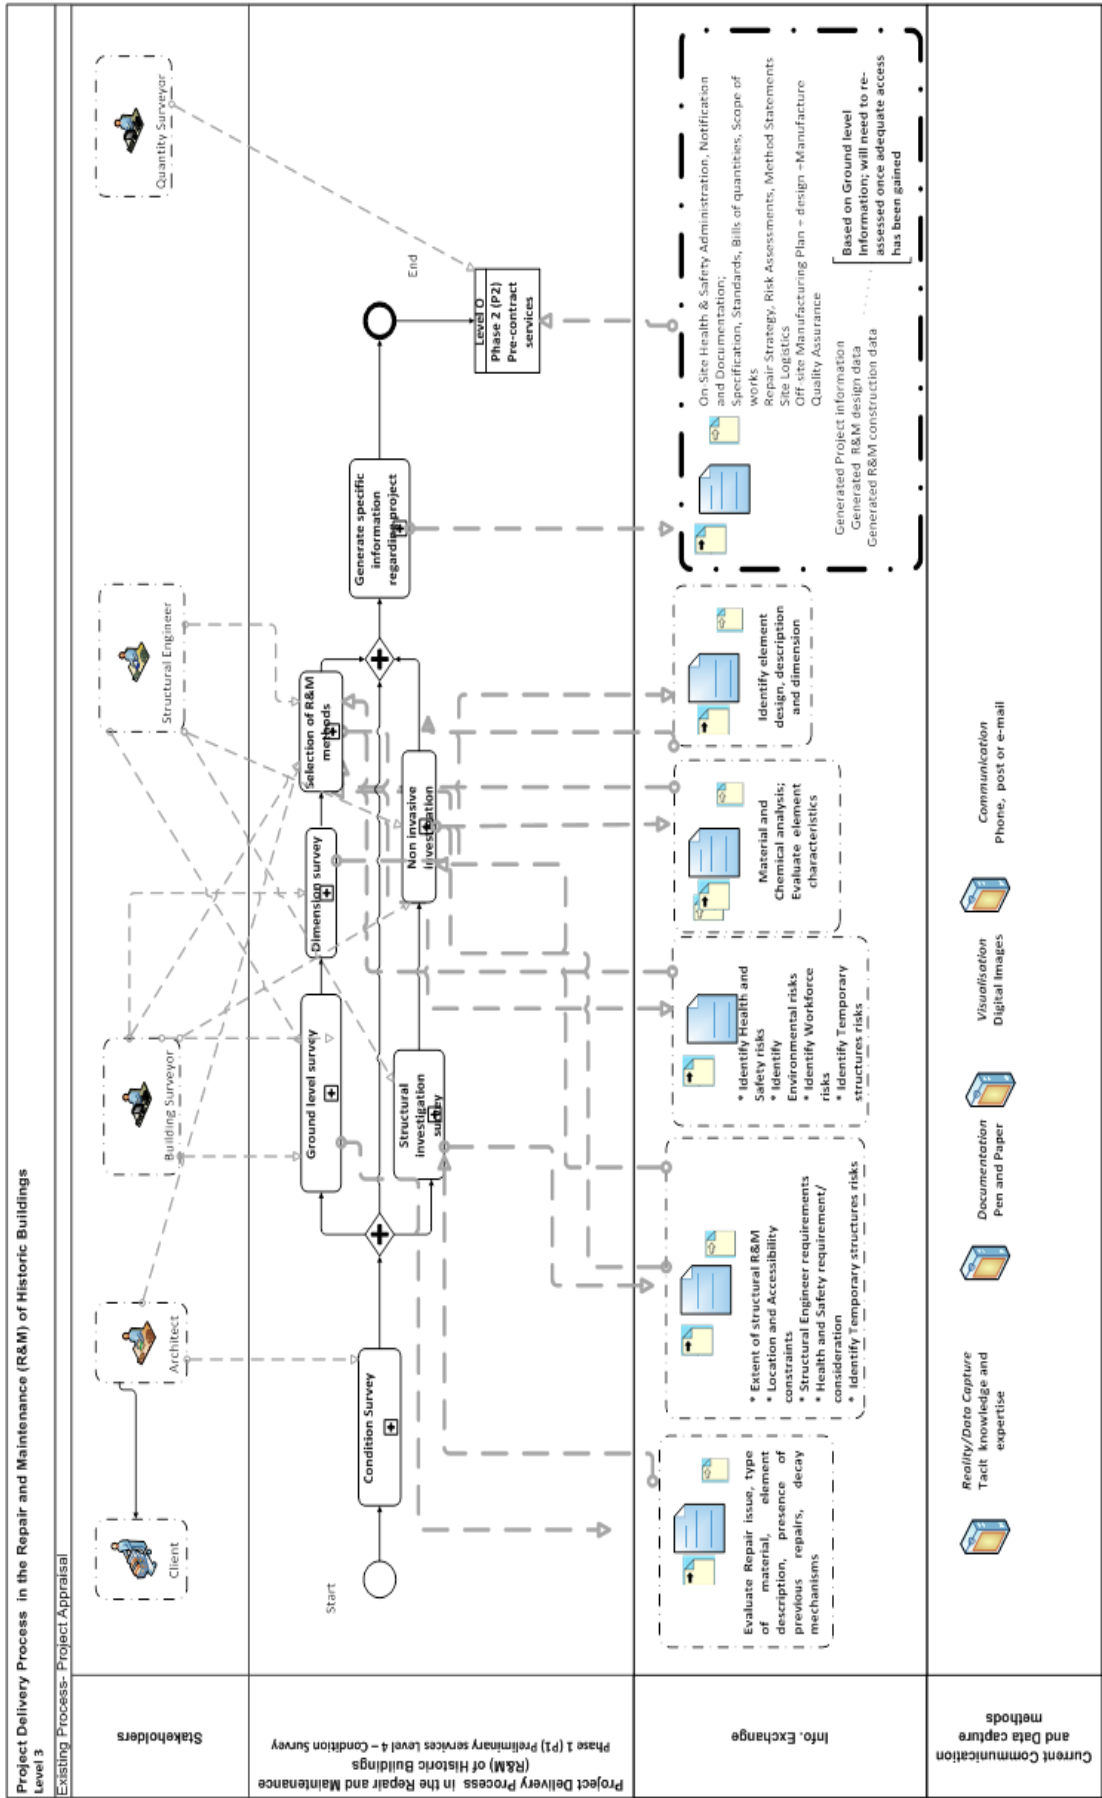 Project Delivery Process in the Repair and Maintenance (R&M) of Historic Buildings
Level 3
Existing Process- Project Appraisal
Stakeholders
Client
Architect
Building Surveyor
Structural Engineer
Quantity Surveyor
Project Delivery Process in the Repair and Maintenance
(R&M) of Historic Buildings
Phase 1 (P1) Preliminary services Level 4 – Condition Survey
Start
Condition Survey
Ground level survey
Structural
investigation
survey
Dimension survey
Non invasive
Investigation
Selection of R&M
methods
Generate specific
information
regarding project
End
Level O
Phase 2 (P2)
Pre-contract
services
Info. Exchange
Evaluate Repair issue, type
of material, element
description, presence of
previous repairs, decay
mechanisms
* Extent of structural R&M
* Location and Accessibility
constraints
* Structural Engineer requirements
* Health and Safety requirement/
consideration
* Identify Temporary structures risks
* Identify Health and
Safety risks
* Identify
Environmental risks
* Identify Workforce
risks
* Identify Temporary
structures risks
Material and
Chemical analysis;
Evaluate element
characteristics
Identify element
design, description
and dimension
On-Site Health & Safety Administration, Notification
and Documentation;
Specification, Standards, Bills of quantities, Scope of
works
Repair Strategy, Risk Assessments, Method Statements
Site Logistics
Off-site Manufacturing Plan – design –Manufacture
Quality Assurance
Generated Project information
Generated R&M design data
Generated R&M construction data
Based on Ground level
Information; will need to re-
assessed once adequate access
has been gained
Current Communication
and Data capture
methods
Reality/Data Capture
Tacit knowledge and
expertise
Documentation
Pen and Paper
Visualisation
Digital Images
Communication
Phone, post or e-mail